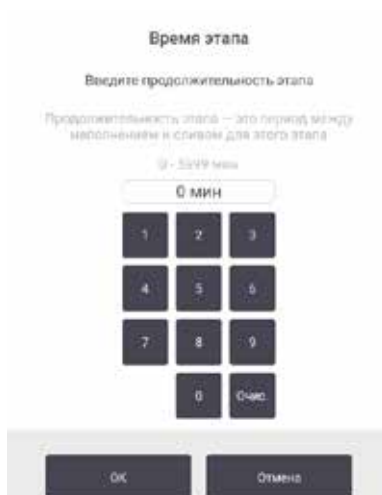 Время этапа
Введите продолжительность этапа
Продолжительность этапа — это период между
наполнением и сливом для этого этапа
0 - 5999 мин
0 мин
1 2 3
4 5 6
7 8 9
0 Очис.
ОК Отмена